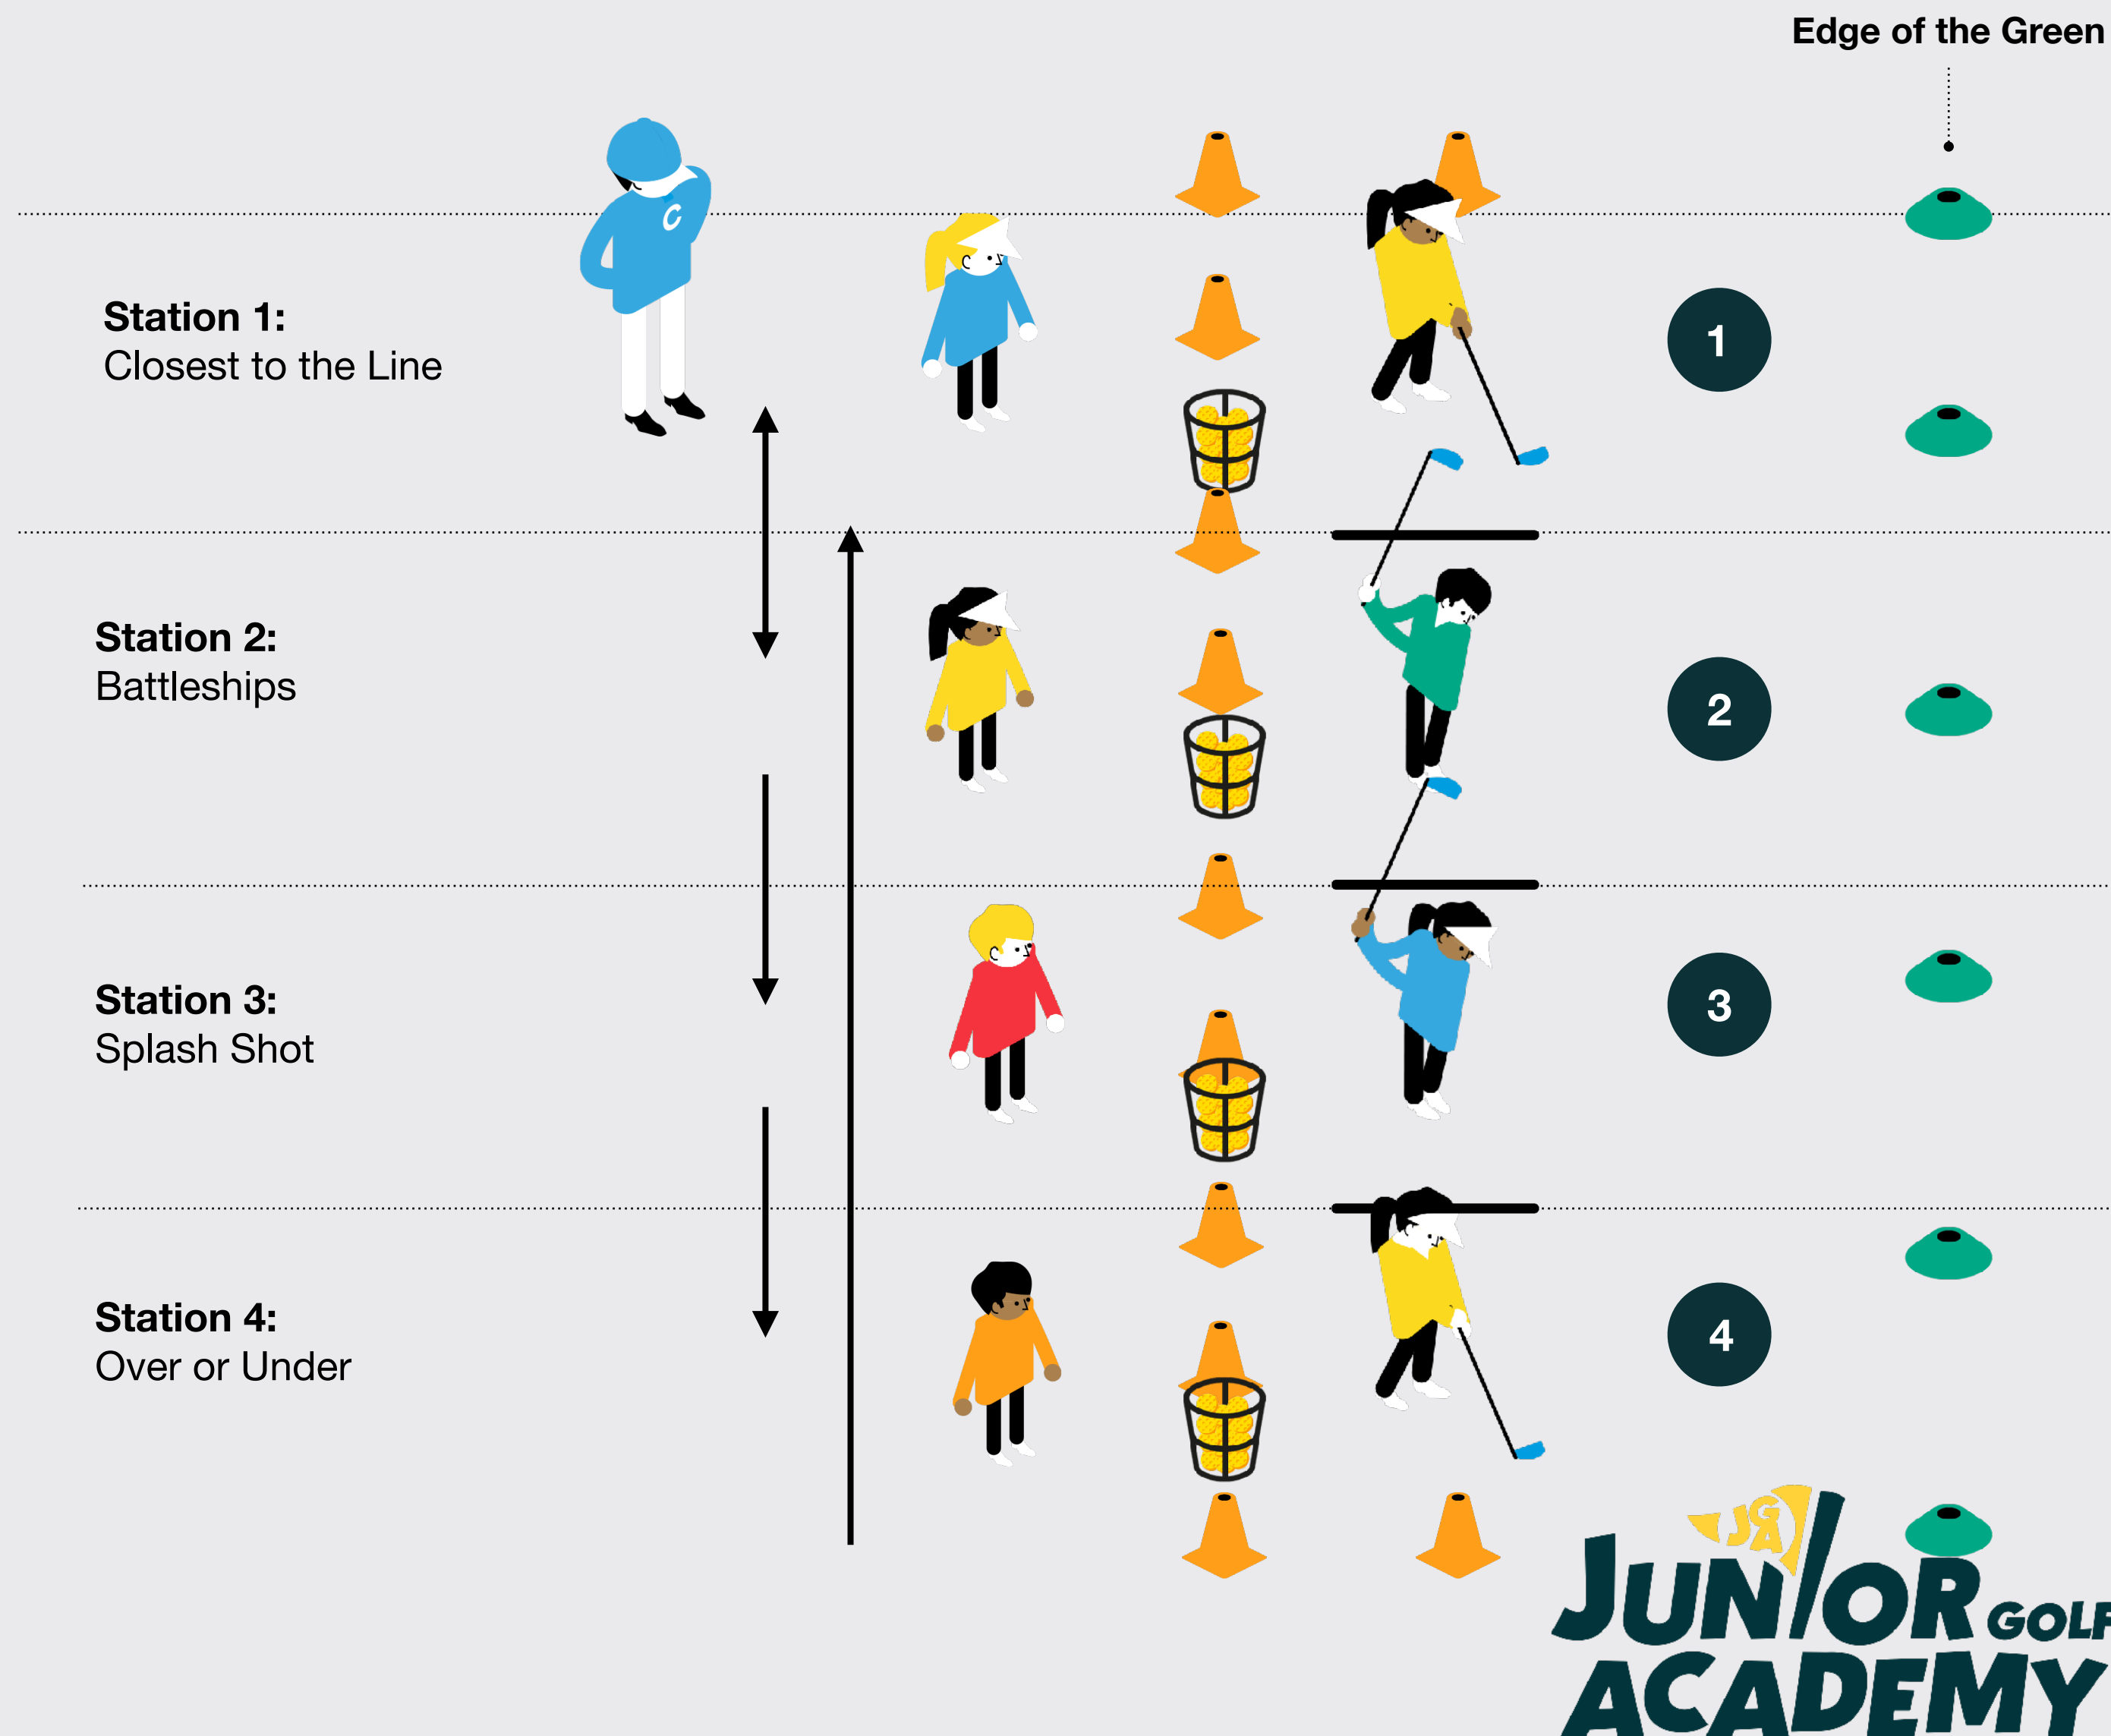 Edge of the Green
C
Station 1:
Closest to the Line
1
Station 2:
Battleships
2
Station 3:
Splash Shot
3
Station 4:
Over or Under
4
JGA
JUNIOR GOLF
ACADEMY